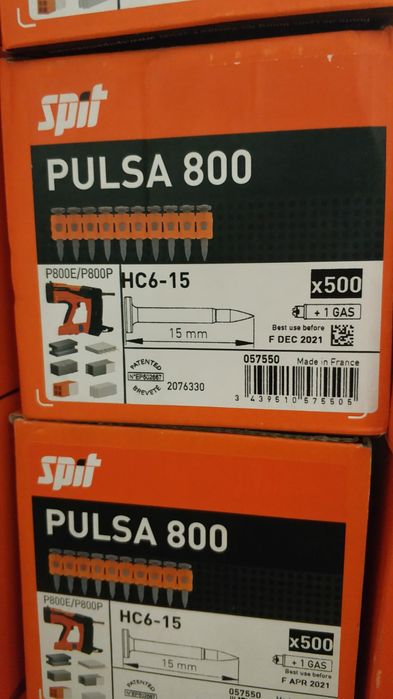 Spit
PULSA 800
P800E/P800P
HC6-15
x500
+ 1 GAS
15 mm
Best use before
F DEC 2021
PATENTED
N°EP502667
BREVETE
2076330
057550
Made in France
3 439510 575505
Spit
PULSA 800
P800E/P800P
HC6-15
x500
+ 1 GAS
15 mm
Best use before
F APR 2021
PATENTED
057550